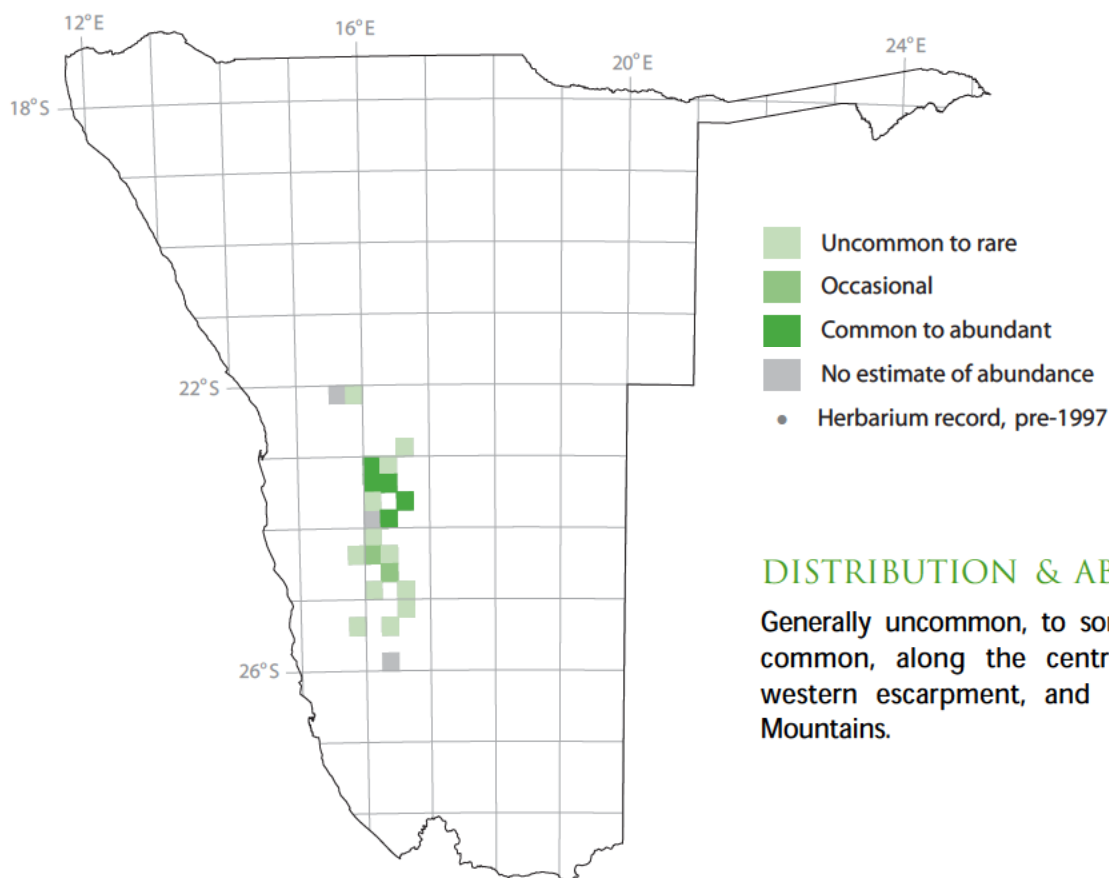 12°E
16°E
20°E
24°E
18°S
22°S
26°S
Uncommon to rare
Occasional
Common to abundant
No estimate of abundance
Herbarium record, pre-1997
DISTRIBUTION & AB
Generally uncommon, to so
common, along the centr
western escarpment, and
Mountains.